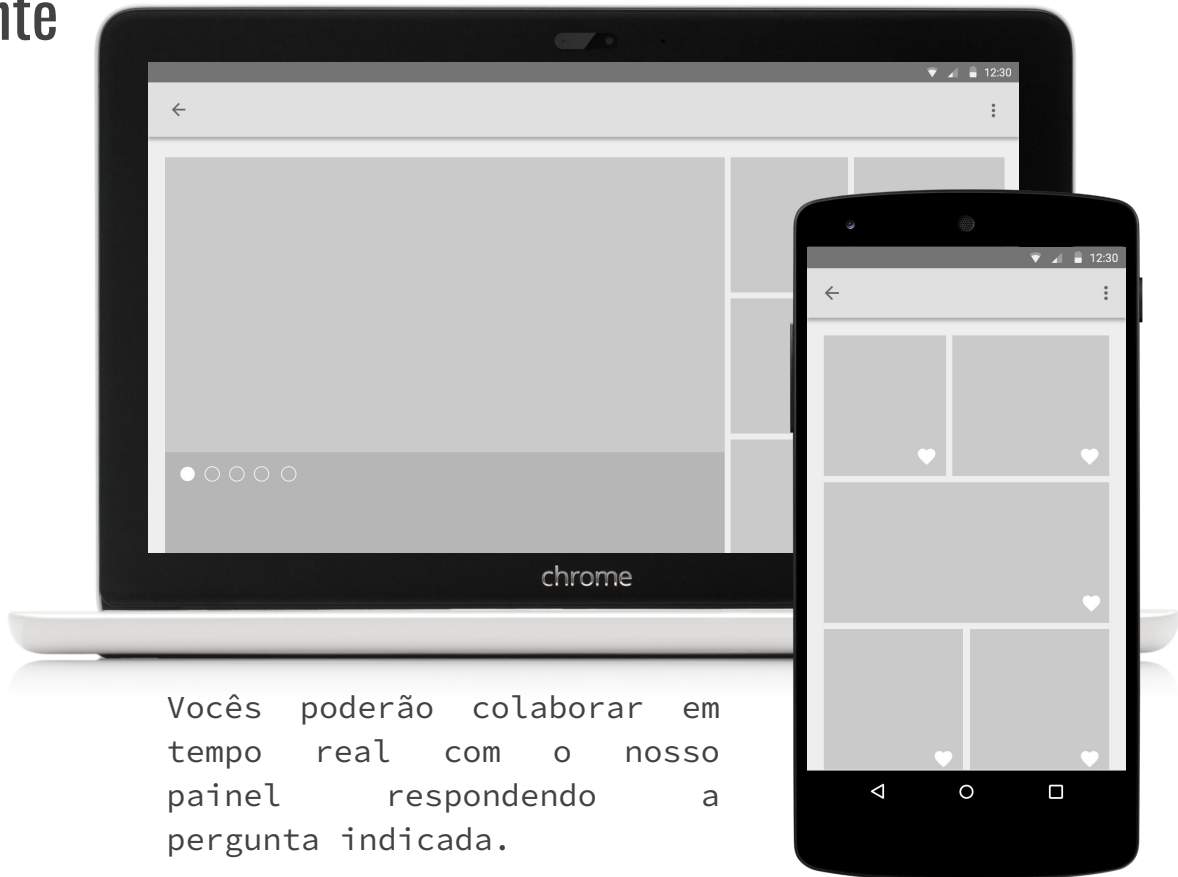 nte
12:30
12:30
chrome
Vocês poderão colaborar em
tempo real com o nosso
painel respondendo a
pergunta indicada.